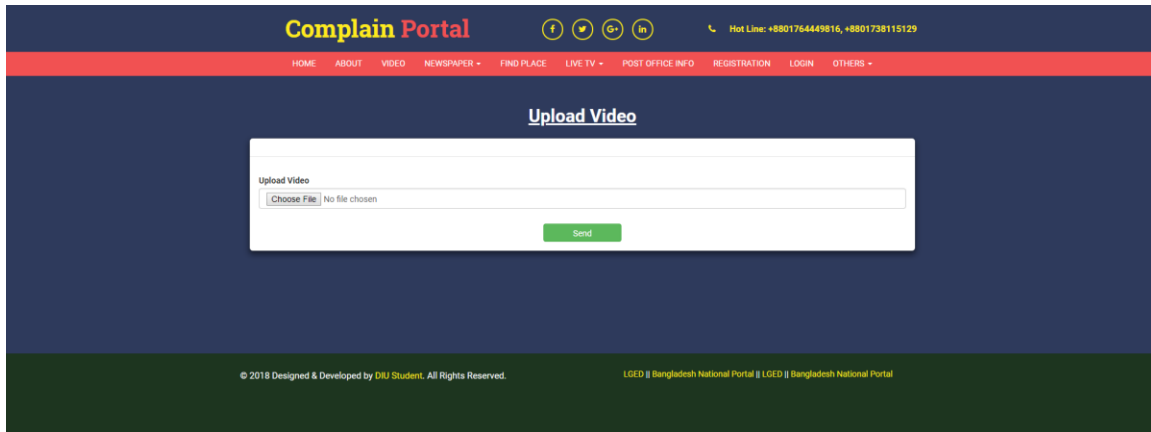 Complain Portal
Hot Line: +8801764449816, +8801738115129
HOME ABOUT VIDEO NEWSPAPER FIND PLACE LIVE TV POST OFFICE INFO REGISTRATION LOGIN OTHERS
Upload Video
Upload Video
Choose File No file chosen
Send
© 2018 Designed & Developed by DIU Student. All Rights Reserved.
LGED || Bangladesh National Portal || LGED || Bangladesh National Portal